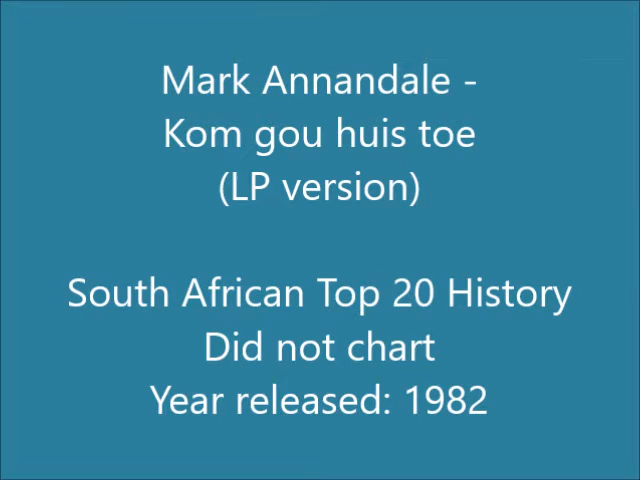 Mark Annandale -
Kom gou huis toe
(LP version)
South African Top 20 History
Did not chart
Year released: 1982